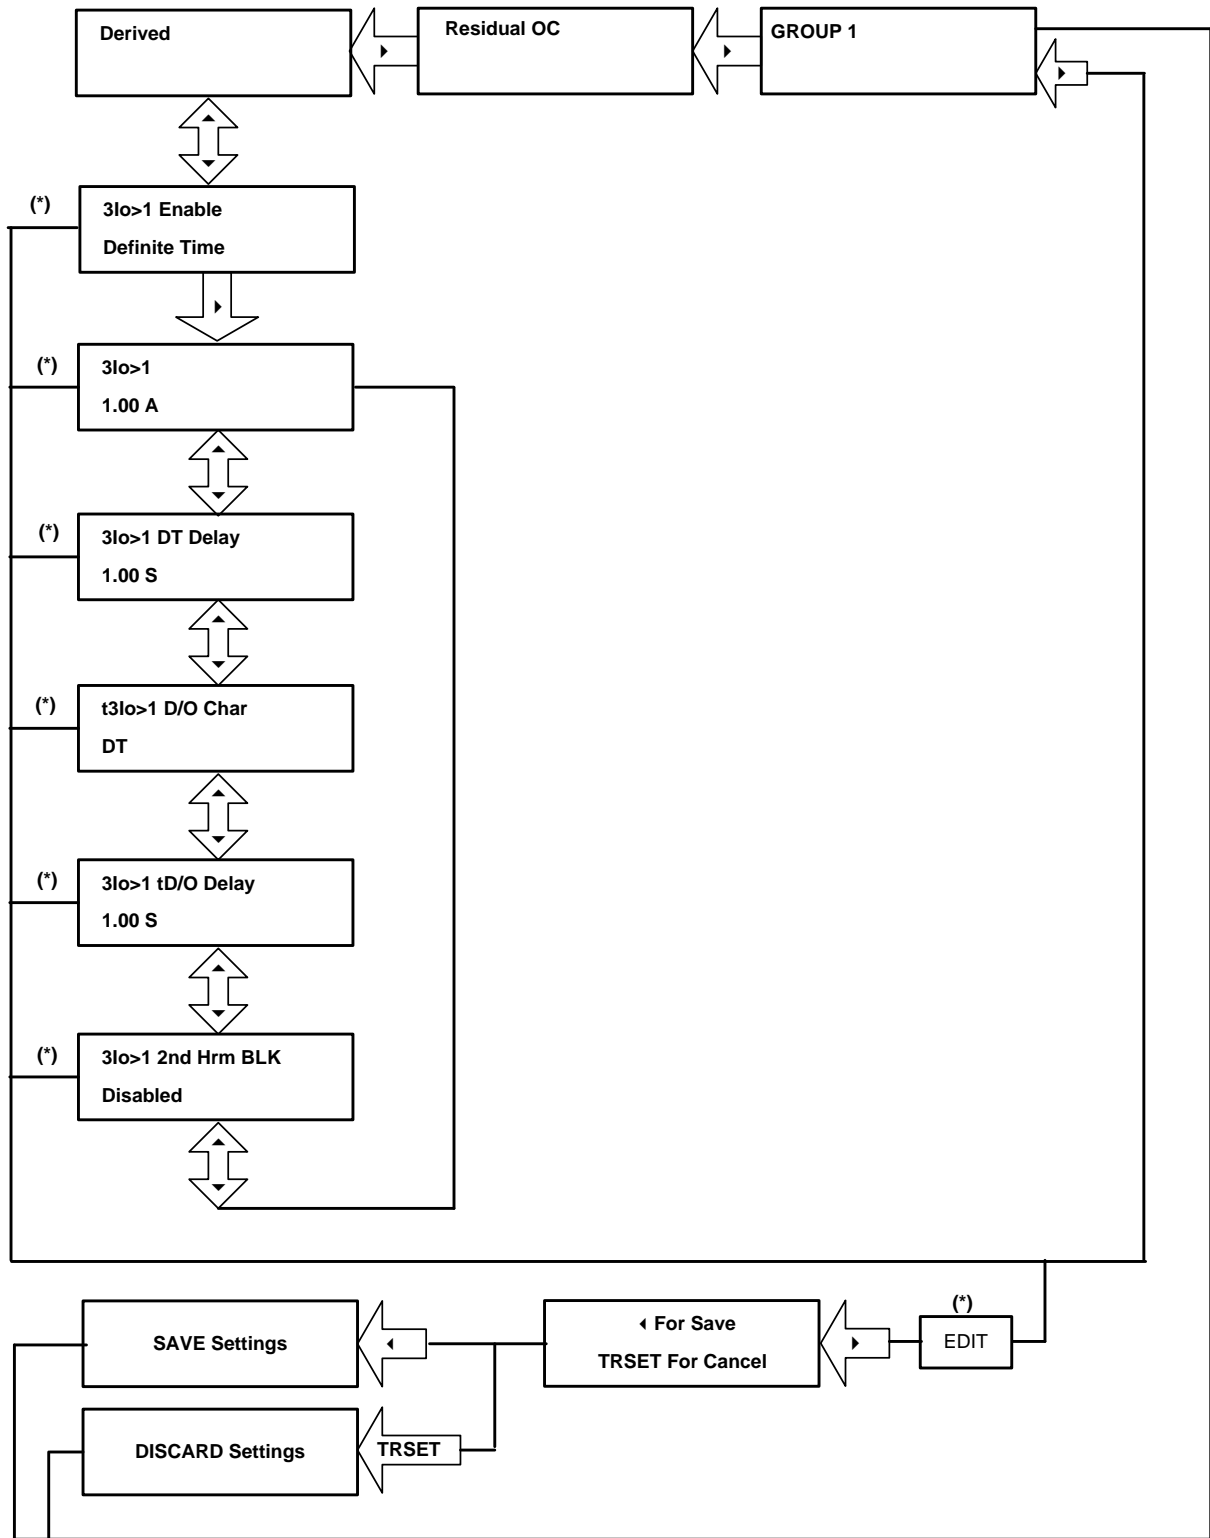 Derived
Residual OC
GROUP 1
(*)
3Io>1 Enable
Definite Time
(*)
3Io>1
1.00 A
(*)
3Io>1 DT Delay
1.00 S
(*)
t3Io>1 D/O Char
DT
(*)
3Io>1 tD/O Delay
1.00 S
(*)
3Io>1 2nd Hrm BLK
Disabled
SAVE Settings
For Save
TRSET For Cancel
(*)
EDIT
DISCARD Settings
TRSET